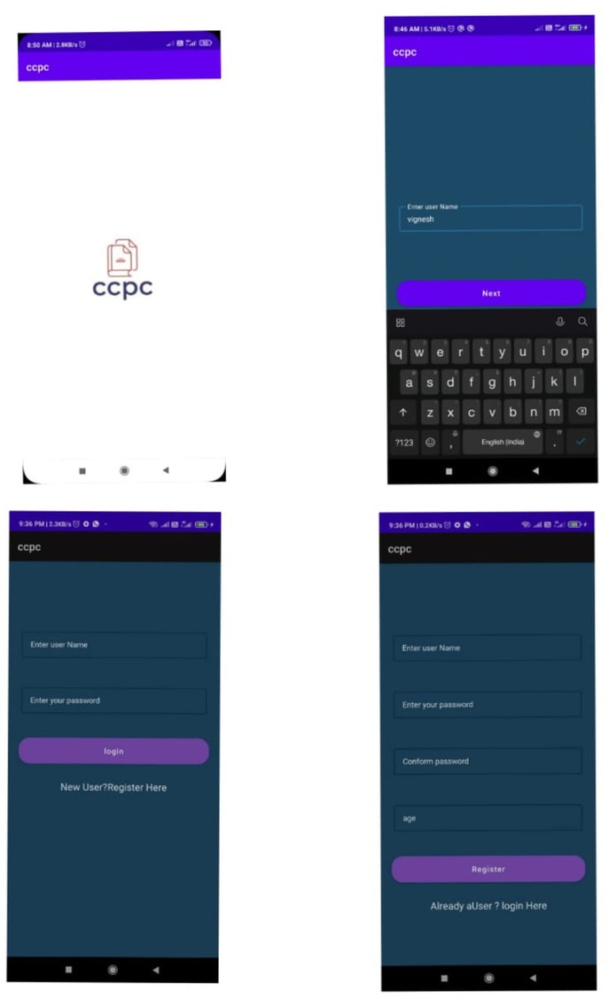 8:50 AM | 2.8KB/s
ccpc
ccpc
8:46 AM | 5.1KB/s
ccpc
Enter user Name
vignesh
Next
q w e r t y u i o p
a s d f g h j k l
z x c v b n m
?123 , English (India) .
9:36 PM | 2.3KB/s
ccpc
Enter user Name
Enter your password
login
New User?Register Here
9:36 PM | 0.2KB/s
ccpc
Enter user Name
Enter your password
Conform password
age
Register
Already aUser ? login Here